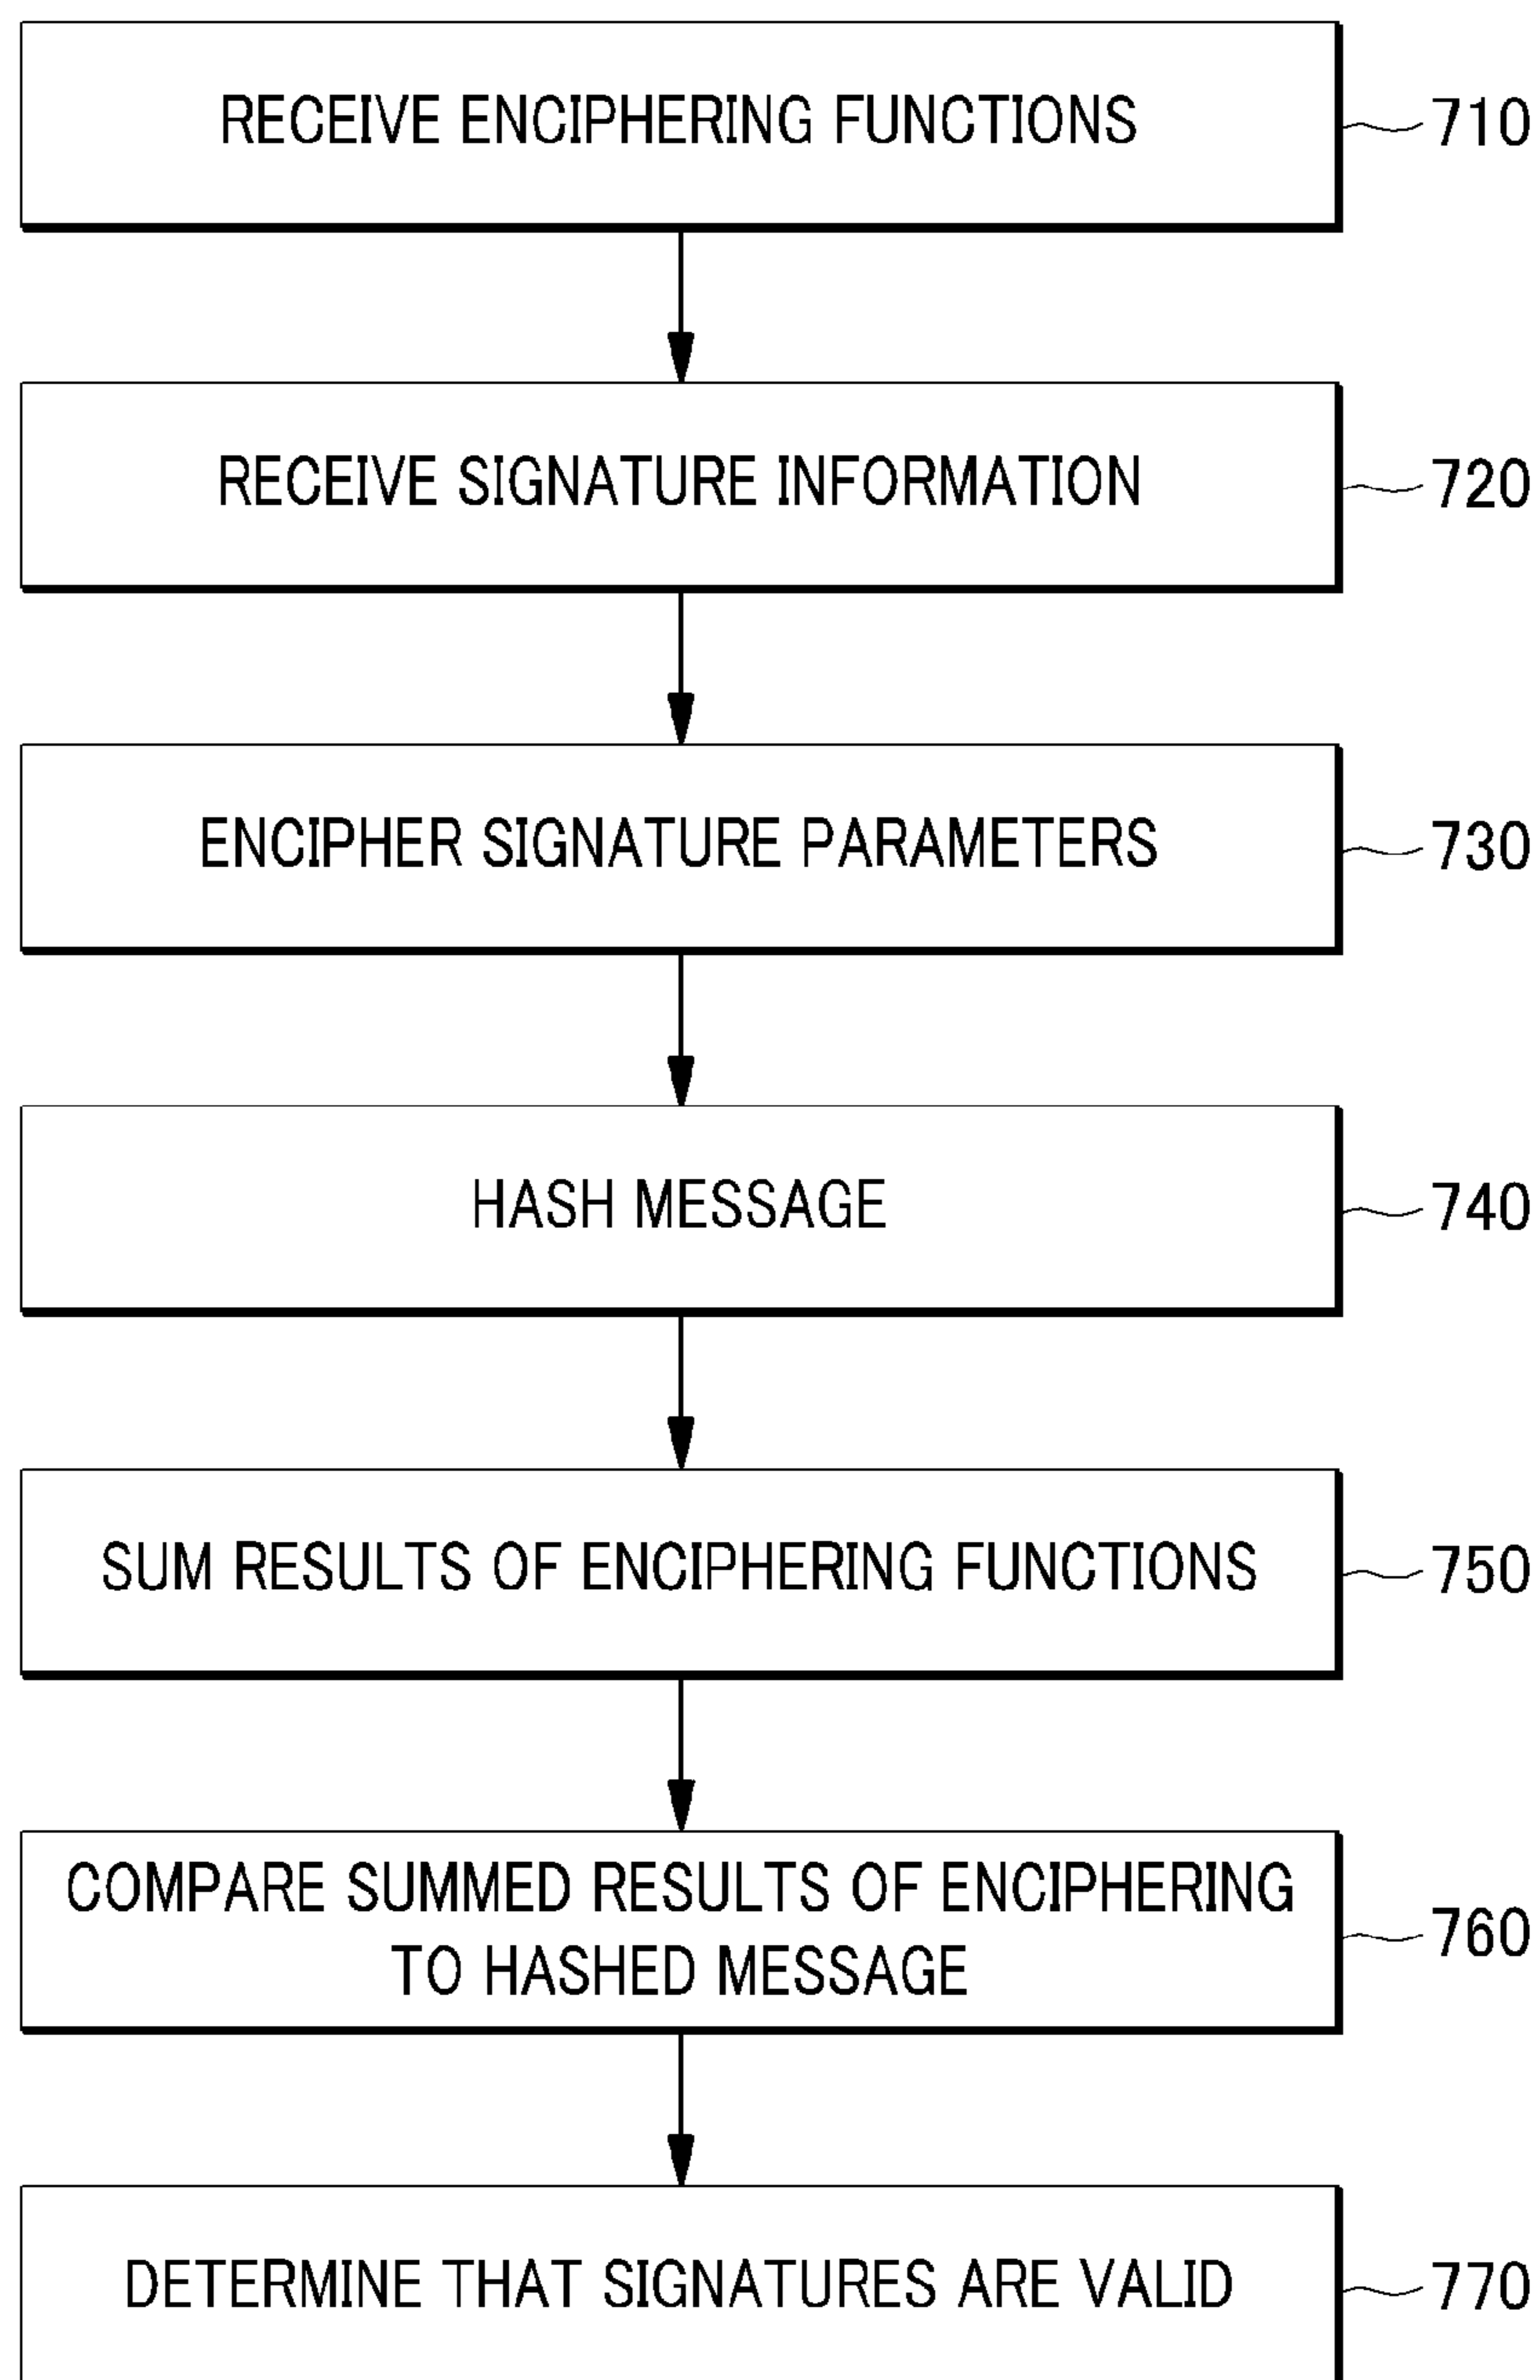 RECEIVE ENCIPHERING FUNCTIONS
710
RECEIVE SIGNATURE INFORMATION
720
ENCIPHER SIGNATURE PARAMETERS
730
HASH MESSAGE
740
SUM RESULTS OF ENCIPHERING FUNCTIONS
750
COMPARE SUMMED RESULTS OF ENCIPHERING
TO HASHED MESSAGE
760
DETERMINE THAT SIGNATURES ARE VALID
770